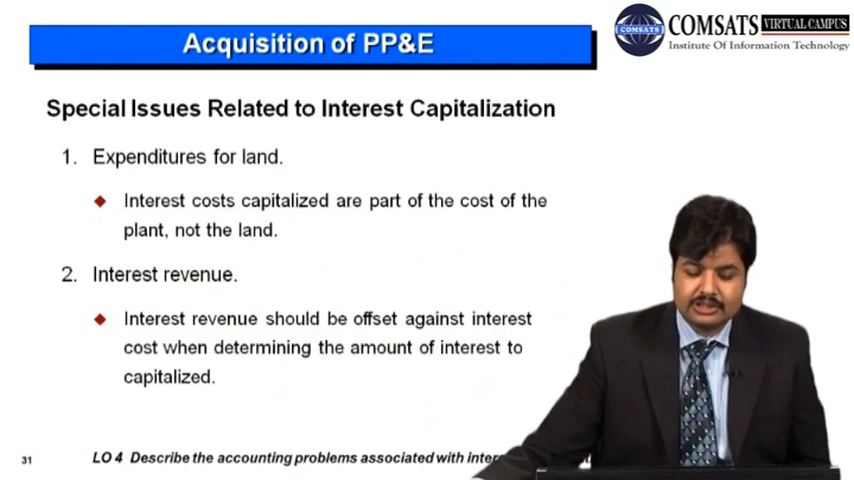 Acquisition of PP&E
COMSATS VIRTUAL CAMPUS
COMSATS
Institute Of Information Technology
Special Issues Related to Interest Capitalization
1. Expenditures for land.
◆ Interest costs capitalized are part of the cost of the
plant, not the land.
2. Interest revenue.
◆ Interest revenue should be offset against interest
cost when determining the amount of interest to
capitalized.
31
LO 4 Describe the accounting problems associated with